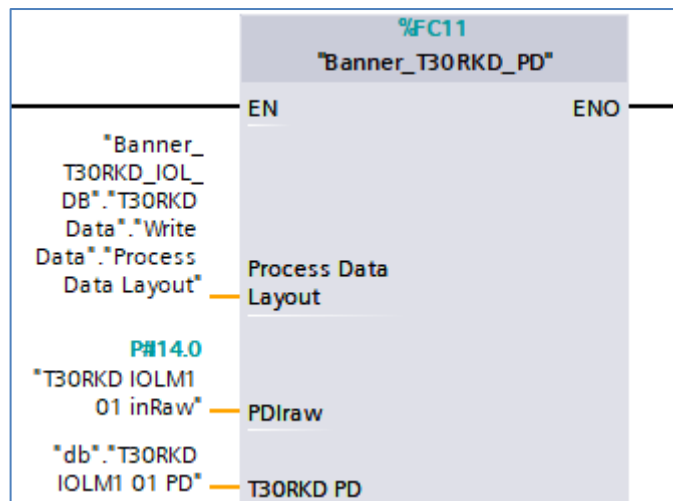 %FC11
"Banner_T30RKD_PD"
EN
ENO
"Banner_
T30RKD_IOL_
DB"."T30RKD
Data"."Write
Data"."Process
Data Layout"
Process Data
Layout
P#I14.0
"T30RKD IOLM1
01 inRaw"
PDIraw
"db"."T30RKD
IOLM1 01 PD"
T30RKD PD